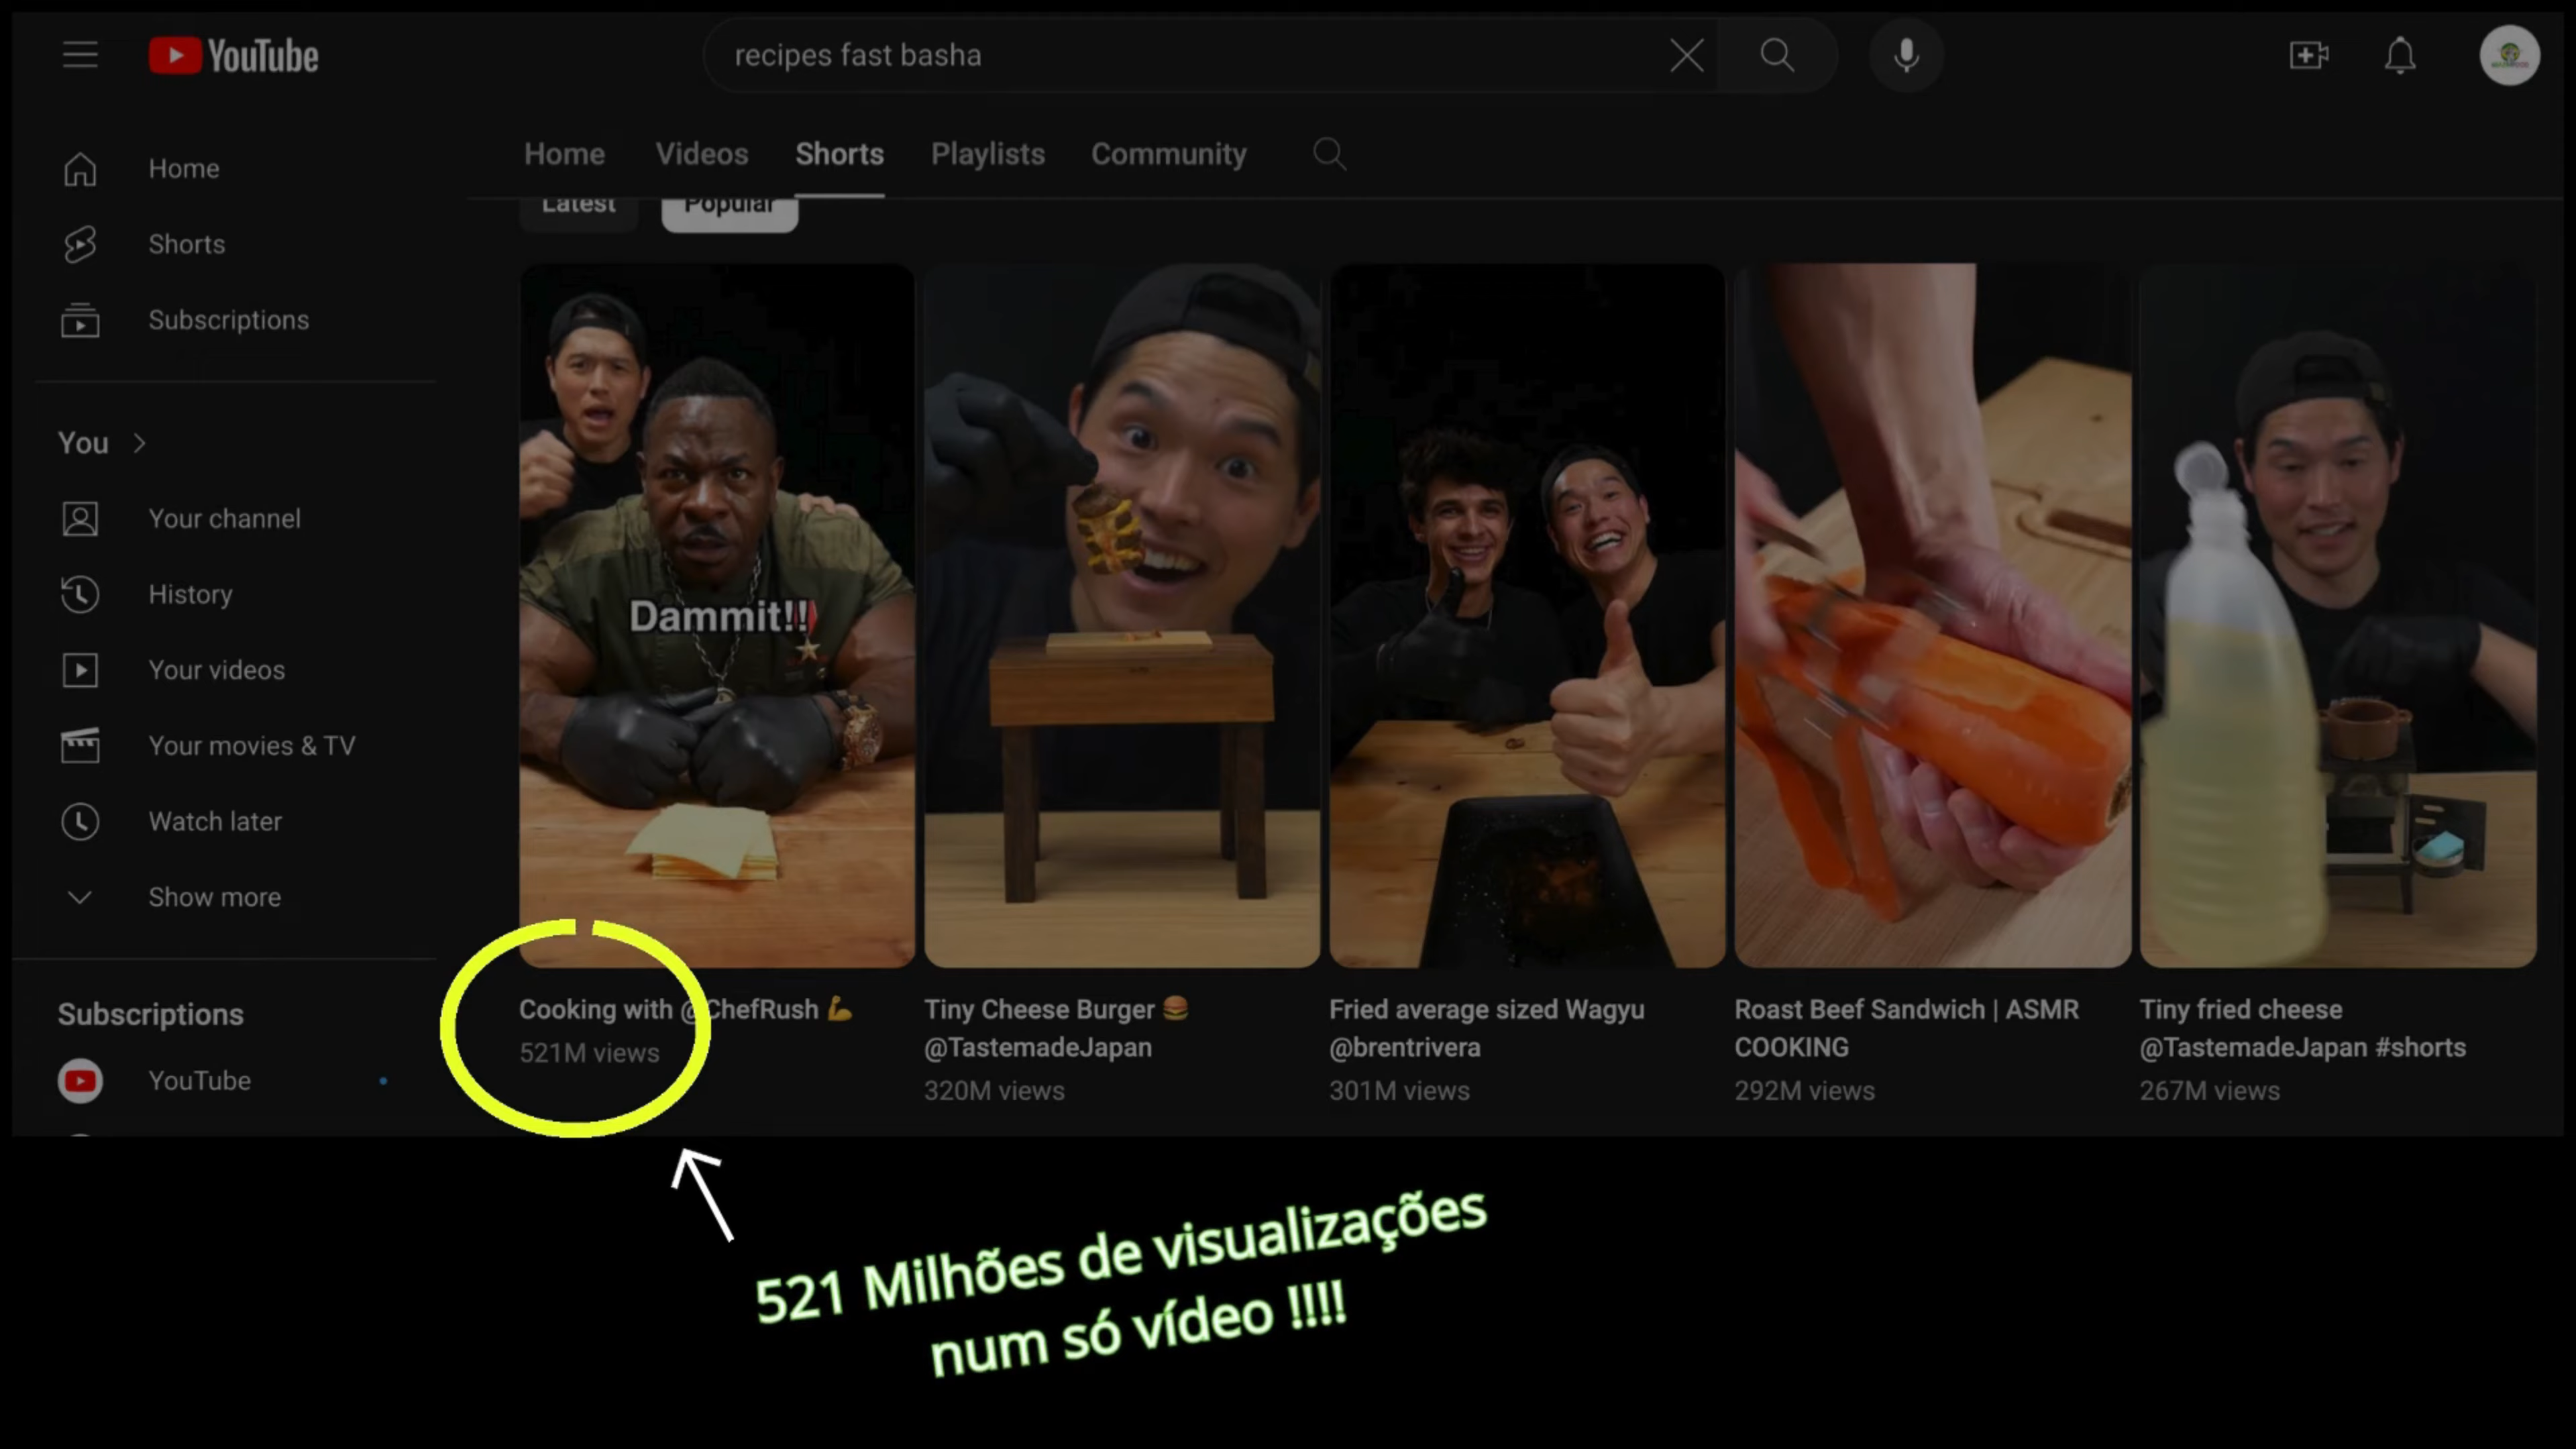 YouTube
recipes fast basha
Home
Videos
Shorts
Playlists
Community
Latest
Popular
Home
Shorts
Subscriptions
You
Your channel
History
Your videos
Your movies & TV
Watch later
Show more
Subscriptions
YouTube
Dammit!!
Cooking with @ChefRush 💪
521M views
Tiny Cheese Burger 🍔
@TastemadeJapan
320M views
Fried average sized Wagyu
@brentrivera
301M views
Roast Beef Sandwich | ASMR
COOKING
292M views
Tiny fried cheese
@TastemadeJapan #shorts
267M views
521 Milhões de visualizações
num só vídeo !!!!